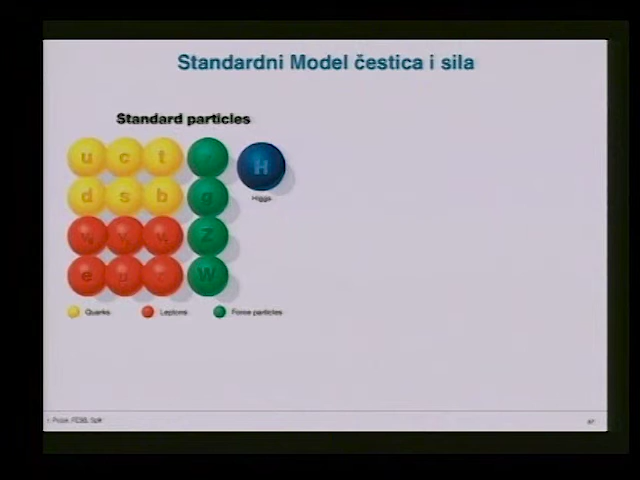 Standardni Model čestica i sila
Standard particles
u c t
d s b g
H
Higgs
ν ν ν Z
e μ W
Quarks Leptons Force particles